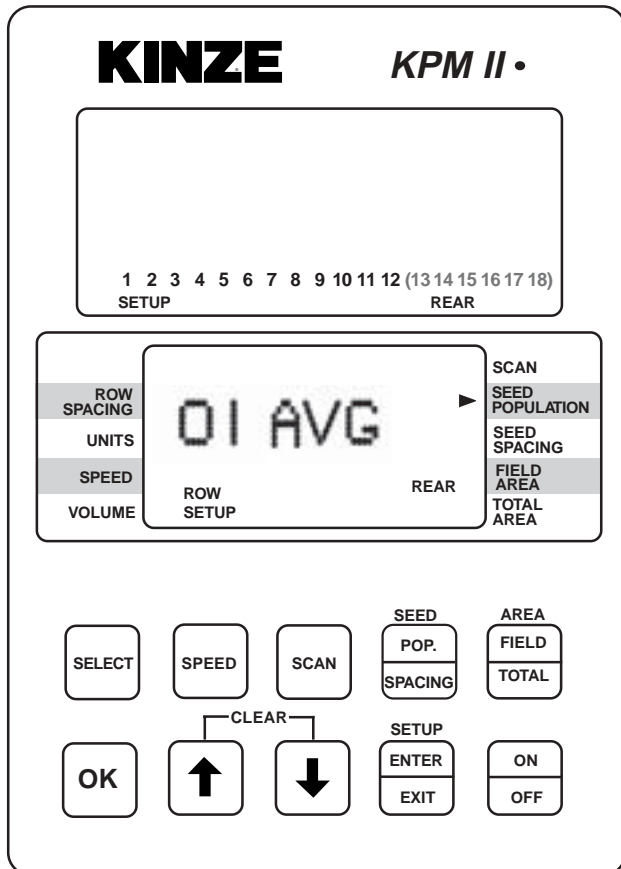 KINZE KPM II •
1 2 3 4 5 6 7 8 9 10 11 12 (13 14 15 16 17 18)
SETUP REAR
ROW
SPACING
UNITS
SPEED
VOLUME
01 AVG
ROW
SETUP
REAR
SCAN
SEED
POPULATION
SEED
SPACING
FIELD
AREA
TOTAL
AREA
SEED AREA
SELECT SPEED SCAN POP. FIELD
SPACING TOTAL
CLEAR SETUP
OK ENTER ON
EXIT OFF